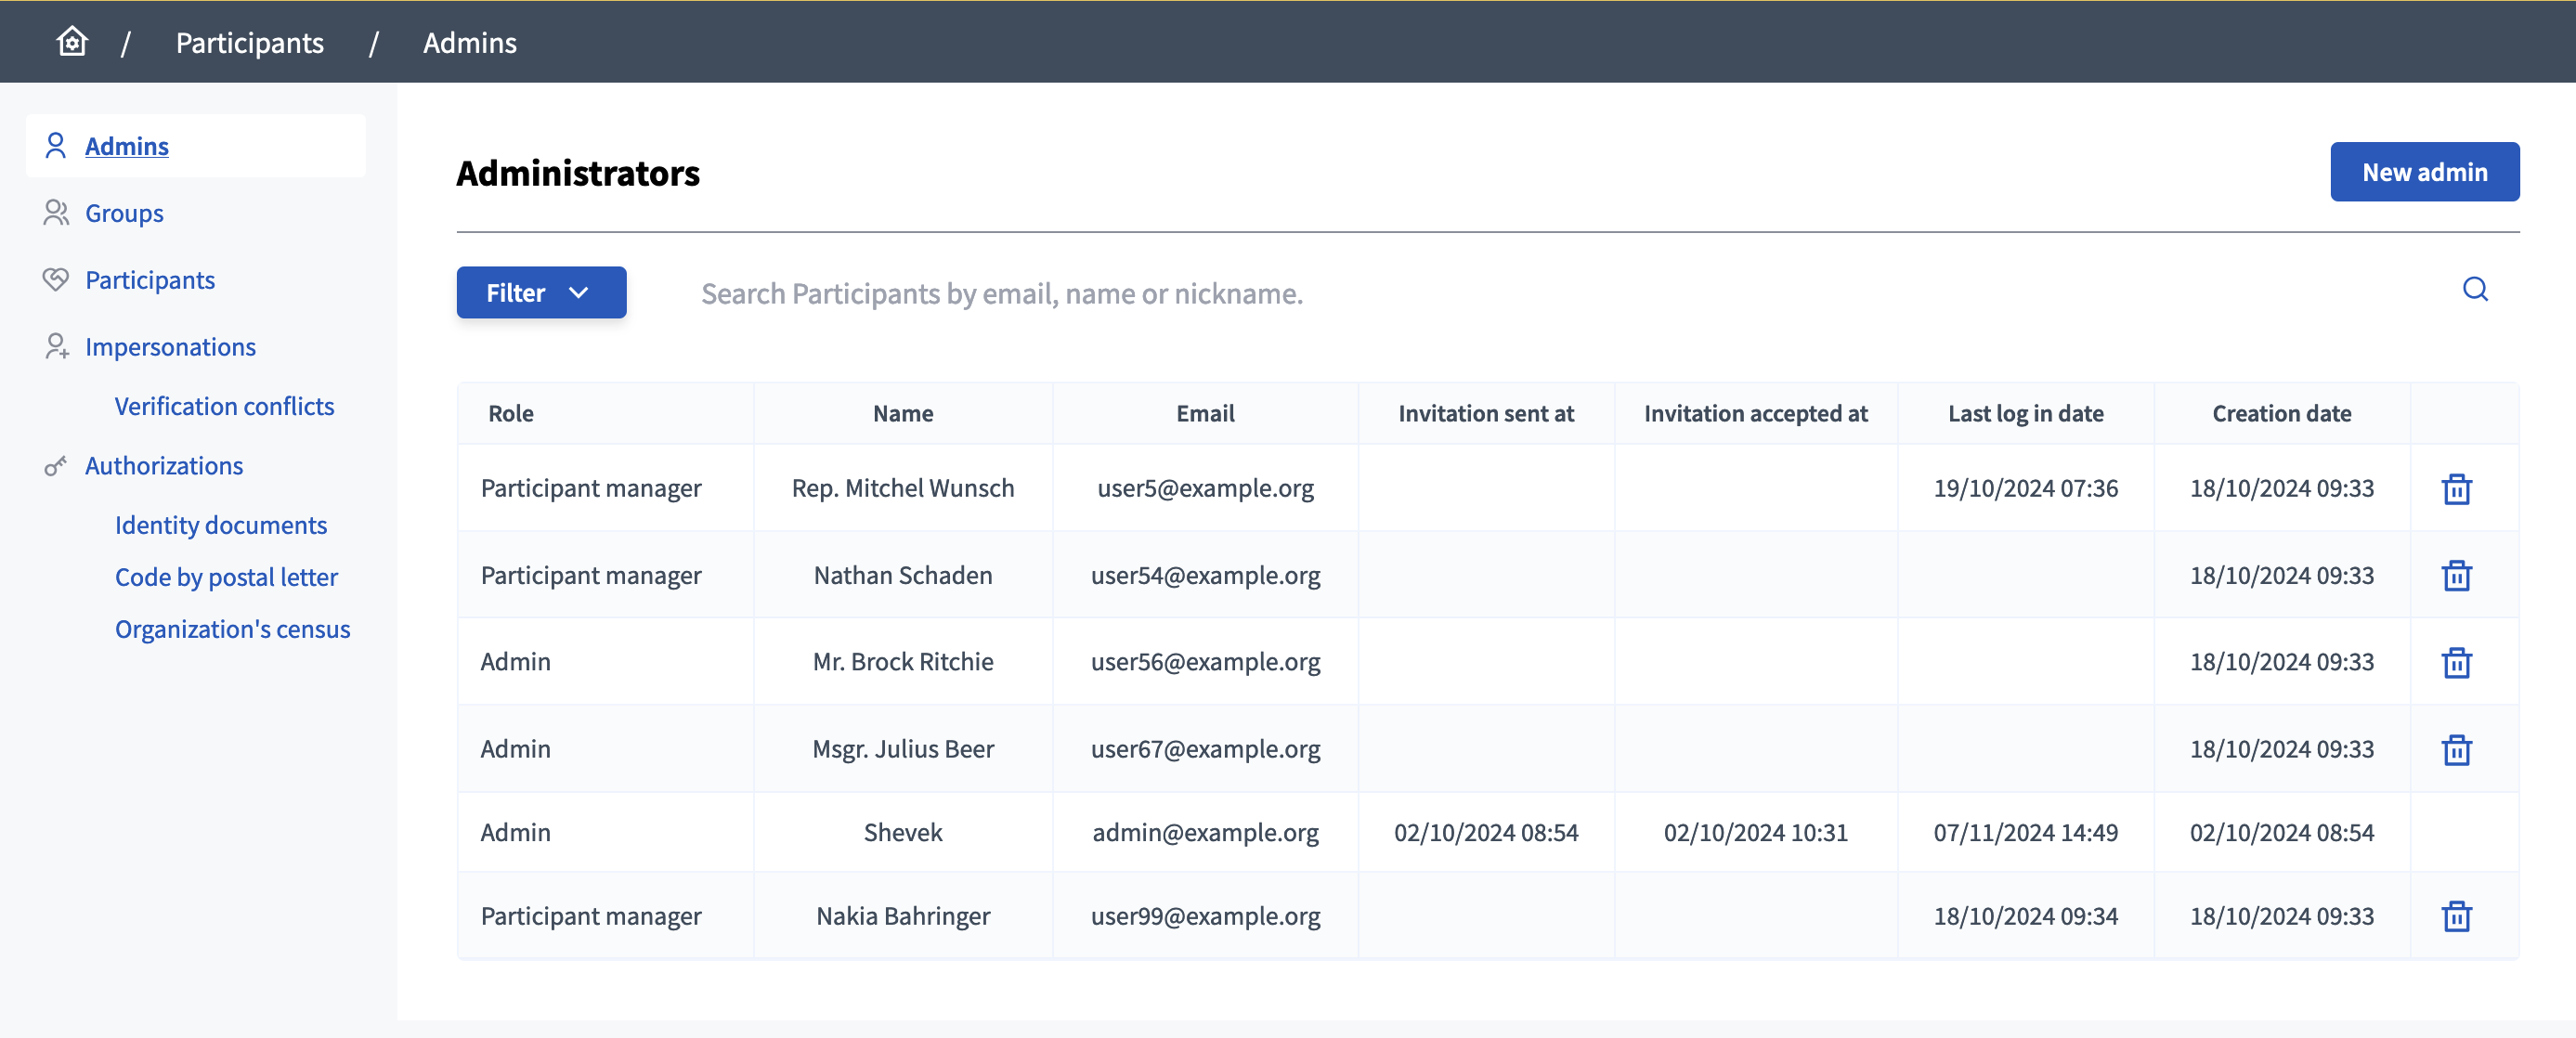 / Participants / Admins
Admins
Groups
Participants
Impersonations
Verification conflicts
Authorizations
Identity documents
Code by postal letter
Organization's census
Administrators
New admin
Filter
Search Participants by email, name or nickname.
Role Name Email Invitation sent at Invitation accepted at Last log in date Creation date
Participant manager Rep. Mitchel Wunsch user5@example.org 19/10/2024 07:36 18/10/2024 09:33
Participant manager Nathan Schaden user54@example.org 18/10/2024 09:33
Admin Mr. Brock Ritchie user56@example.org 18/10/2024 09:33
Admin Msgr. Julius Beer user67@example.org 18/10/2024 09:33
Admin Shevek admin@example.org 02/10/2024 08:54 02/10/2024 10:31 07/11/2024 14:49 02/10/2024 08:54
Participant manager Nakia Bahringer user99@example.org 18/10/2024 09:34 18/10/2024 09:33